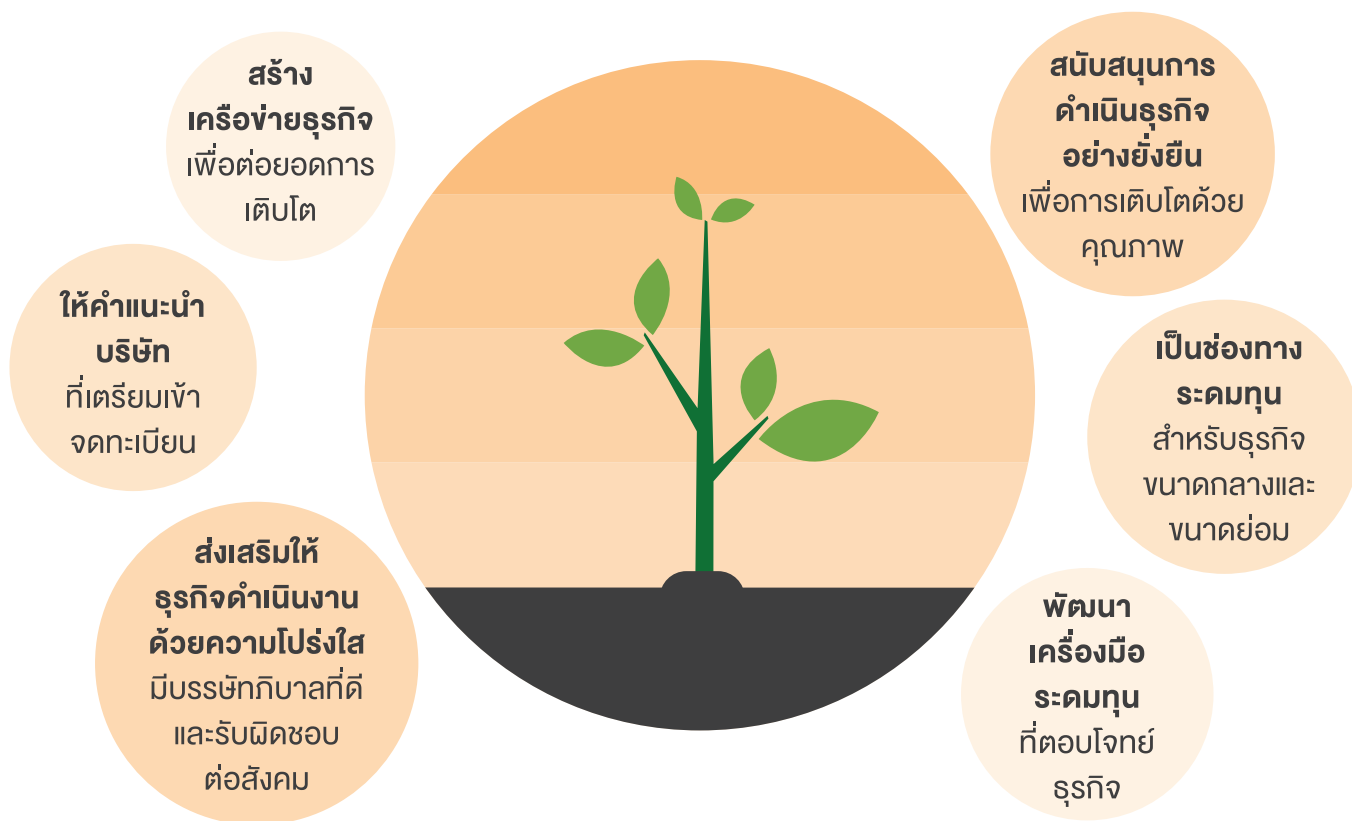 สร้าง
เครือข่ายธุรกิจ
เพื่อต่อยอดการ
เติบโต
ให้คำแนะนำ
บริษัท
ที่เตรียมเข้า
จดทะเบียน
ส่งเสริมให้
ธุรกิจดำเนินงาน
ด้วยความโปร่งใส
มีบรรษัทภิบาลที่ดี
และรับผิดชอบ
ต่อสังคม
สนับสนุนการ
ดำเนินธุรกิจ
อย่างยั่งยืน
เพื่อการเติบโตด้วย
คุณภาพ
เป็นช่องทาง
ระดมทุน
สำหรับธุรกิจ
ขนาดกลางและ
ขนาดย่อม
พัฒนา
เครื่องมือ
ระดมทุน
ที่ตอบโจทย์
ธุรกิจ